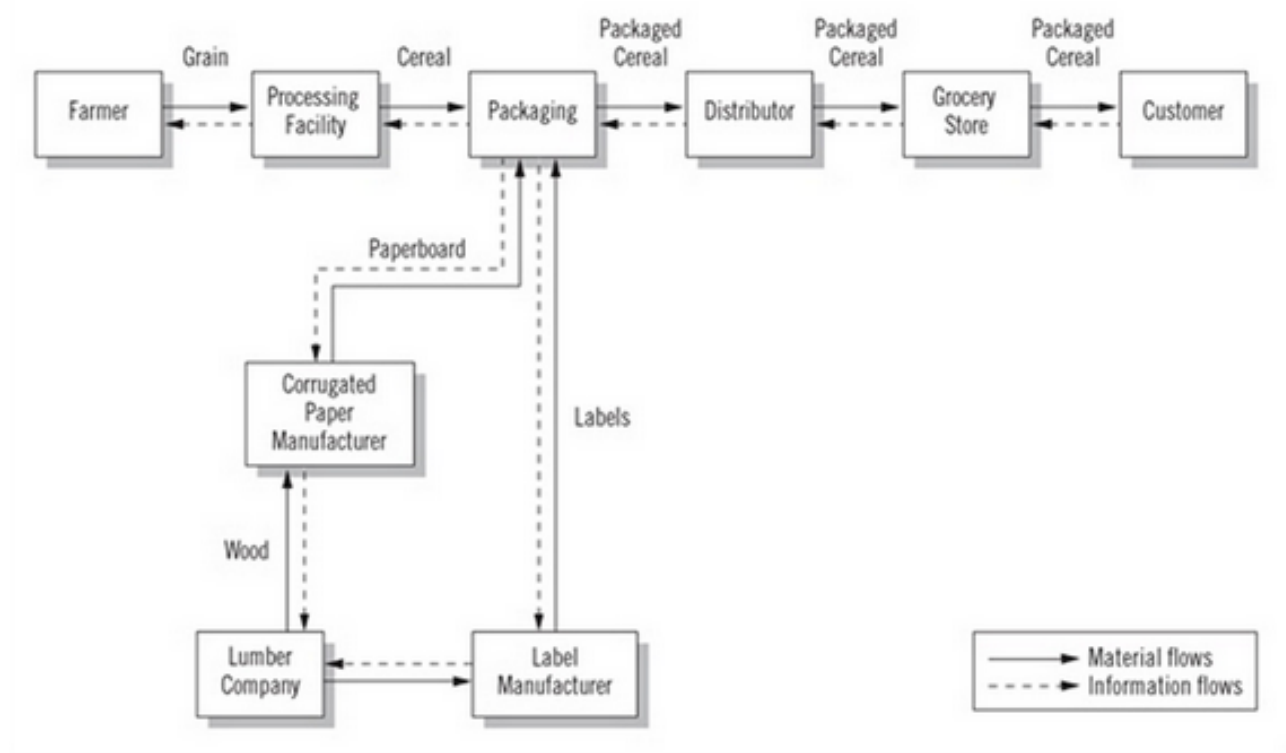 Grain
Cereal
Packaged
Cereal
Packaged
Cereal
Packaged
Cereal
Farmer
Processing
Facility
Packaging
Distributor
Grocery
Store
Customer
Paperboard
Corrugated
Paper
Manufacturer
Labels
Wood
Lumber
Company
Label
Manufacturer
Material flows
Information flows